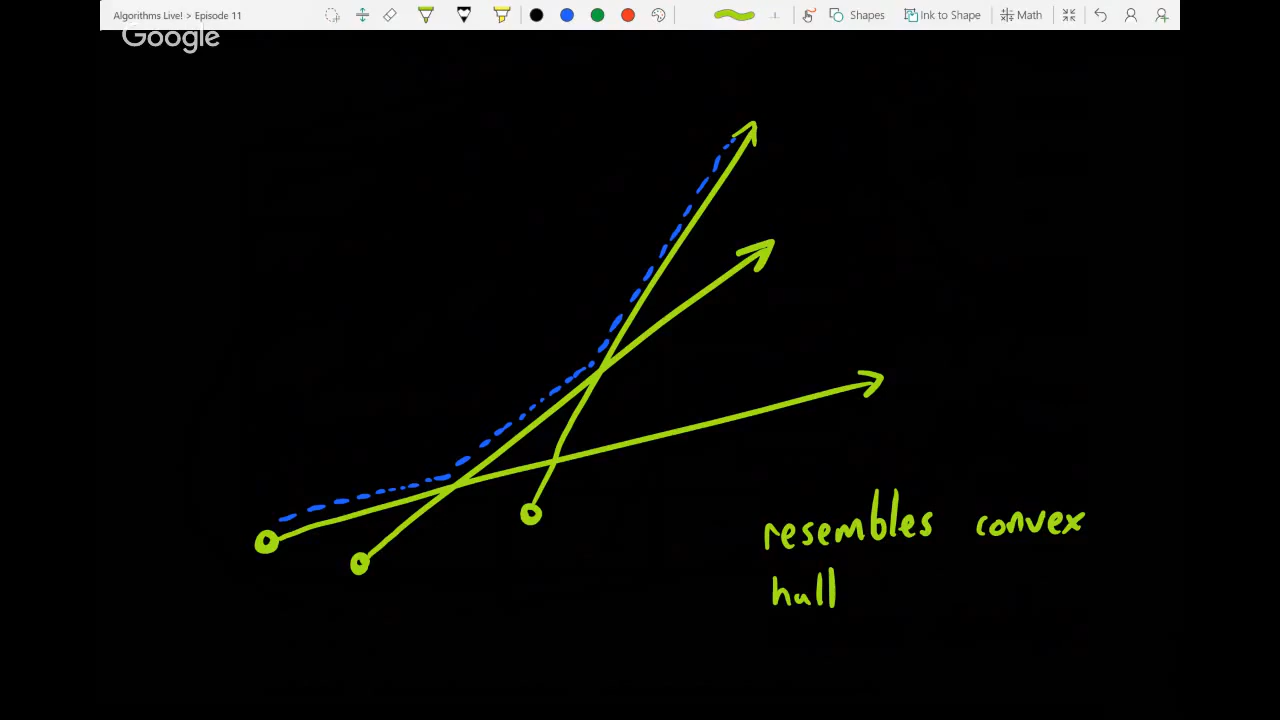 Algorithms Live! > Episode 11
Shapes
Ink to Shape
Math
Google
resembles convex
hull